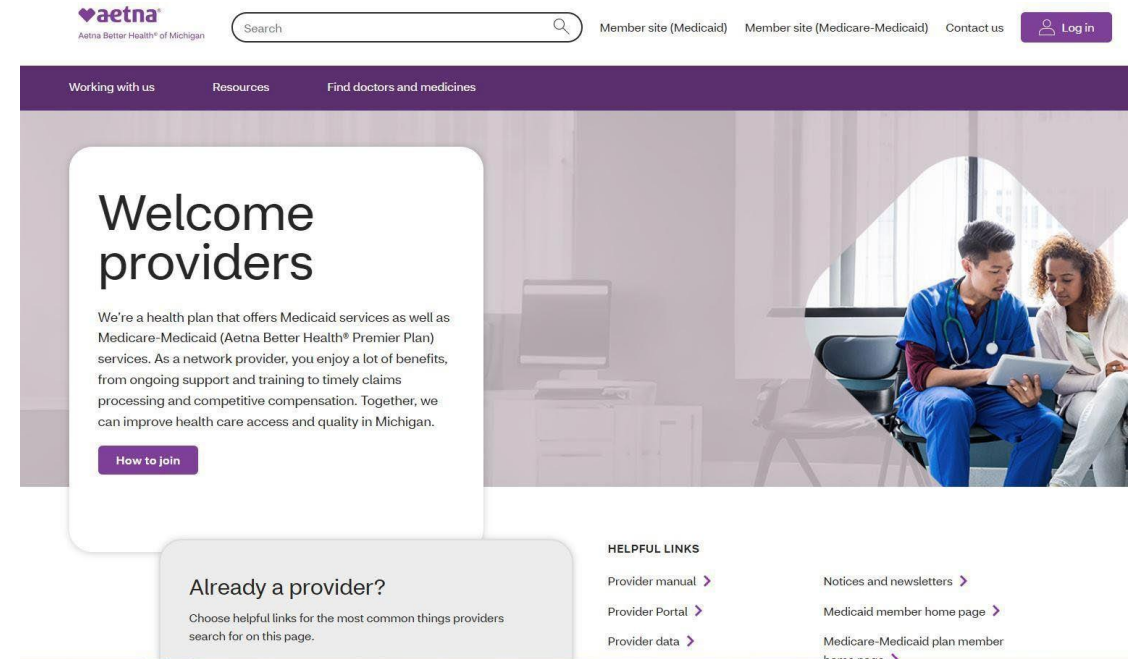 aetna®
Aetna Better Health® of Michigan
Search
Member site (Medicaid)
Member site (Medicare-Medicaid)
Contact us
Log in
Working with us
Resources
Find doctors and medicines
Welcome
providers
We're a health plan that offers Medicaid services as well as
Medicare-Medicaid (Aetna Better Health® Premier Plan)
services. As a network provider, you enjoy a lot of benefits,
from ongoing support and training to timely claims
processing and competitive compensation. Together, we
can improve health care access and quality in Michigan.
How to join
Already a provider?
Choose helpful links for the most common things providers
search for on this page.
HELPFUL LINKS
Provider manual
Provider Portal
Provider data
Notices and newsletters
Medicaid member home page
Medicare-Medicaid plan member
home page